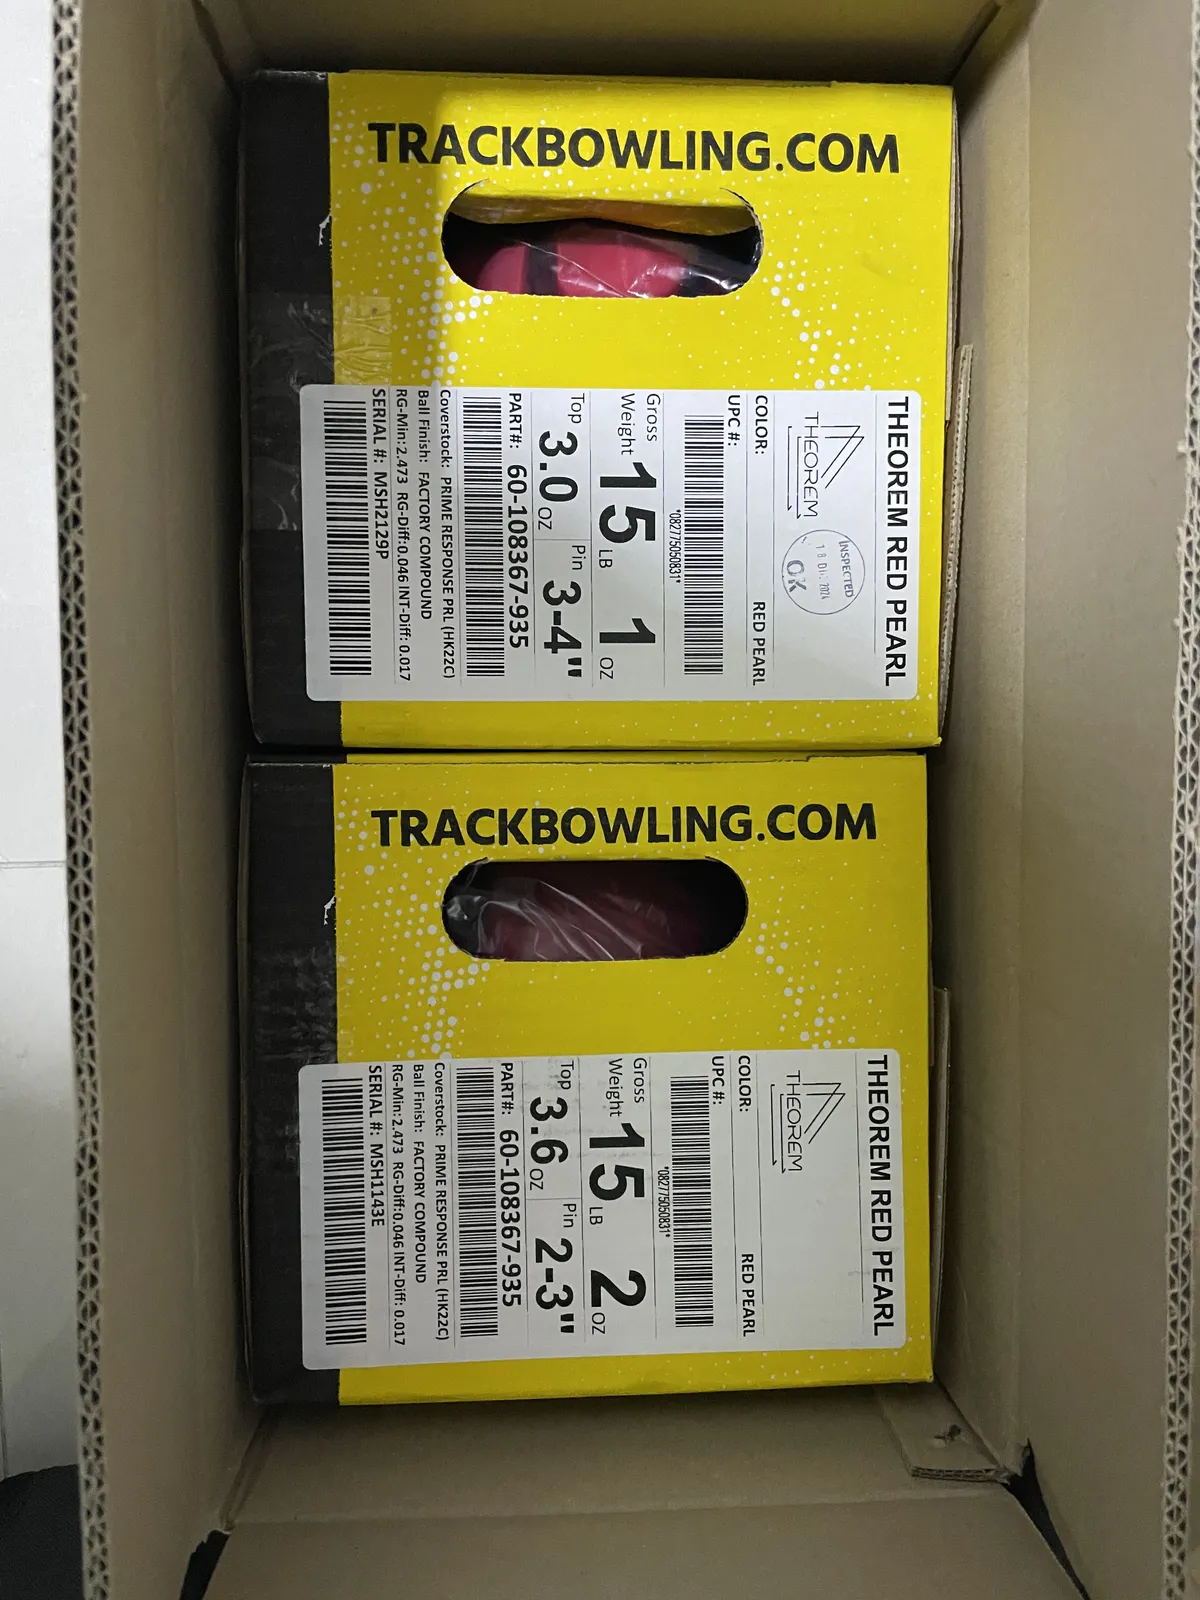 TRACKBOWLING.COM
THEOREM RED PEARL
THEOREM
INSPECTED
OK
COLOR: RED PEARL
UPC #:
*082775050831*
Gross Weight 15 LB 1 OZ
Top 3.0 OZ Pin 3-4"
PART#: 60-108367-935
Coverstock: PRIME RESPONSE PRL (HK22C)
Ball Finish: FACTORY COMPOUND
RG-Min: 2.473 RG-Diff:0.046 INT-Diff: 0.017
SERIAL #: MSH2129P
TRACKBOWLING.COM
THEOREM RED PEARL
THEOREM
COLOR: RED PEARL
UPC #:
*082775050831*
Gross Weight 15 LB 2 OZ
Top 3.6 OZ Pin 2-3"
PART#: 60-108367-935
Coverstock: PRIME RESPONSE PRL (HK22C)
Ball Finish: FACTORY COMPOUND
RG-Min: 2.473 RG-Diff:0.046 INT-Diff: 0.017
SERIAL #: MSH1143E